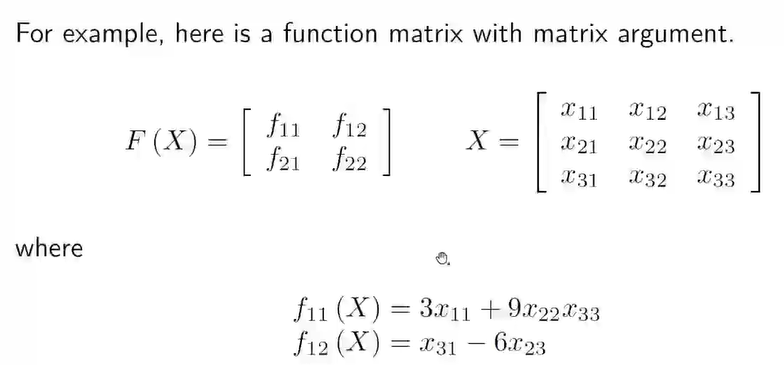 For example, here is a function matrix with matrix argument.
F (X) = [ f₁₁ f₁₂ ; f₂₁ f₂₂ ]    X = [ x₁₁ x₁₂ x₁₃ ; x₂₁ x₂₂ x₂₃ ; x₃₁ x₃₂ x₃₃ ]
where
f₁₁ (X) = 3x₁₁ + 9x₂₂x₃₃
f₁₂ (X) = x₃₁ − 6x₂₃